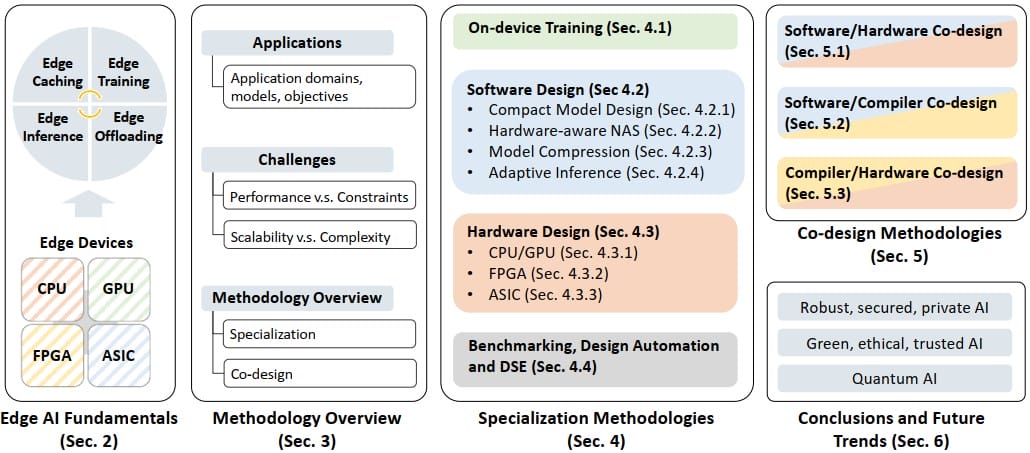 Edge
Caching
Edge
Training
Edge
Inference
Edge
Offloading
Edge Devices
CPU
GPU
FPGA
ASIC
Edge AI Fundamentals
(Sec. 2)
Applications
Application domains,
models, objectives
Challenges
Performance v.s. Constraints
Scalability v.s. Complexity
Methodology Overview
Specialization
Co-design
Methodology Overview
(Sec. 3)
On-device Training (Sec. 4.1)
Software Design (Sec 4.2)
• Compact Model Design (Sec. 4.2.1)
• Hardware-aware NAS (Sec. 4.2.2)
• Model Compression (Sec. 4.2.3)
• Adaptive Inference (Sec. 4.2.4)
Hardware Design (Sec. 4.3)
• CPU/GPU (Sec. 4.3.1)
• FPGA (Sec. 4.3.2)
• ASIC (Sec. 4.3.3)
Benchmarking, Design Automation
and DSE (Sec. 4.4)
Specialization Methodologies
(Sec. 4)
Software/Hardware Co-design
(Sec. 5.1)
Software/Compiler Co-design
(Sec. 5.2)
Compiler/Hardware Co-design
(Sec. 5.3)
Co-design Methodologies
(Sec. 5)
Robust, secured, private AI
Green, ethical, trusted AI
Quantum AI
Conclusions and Future
Trends (Sec. 6)